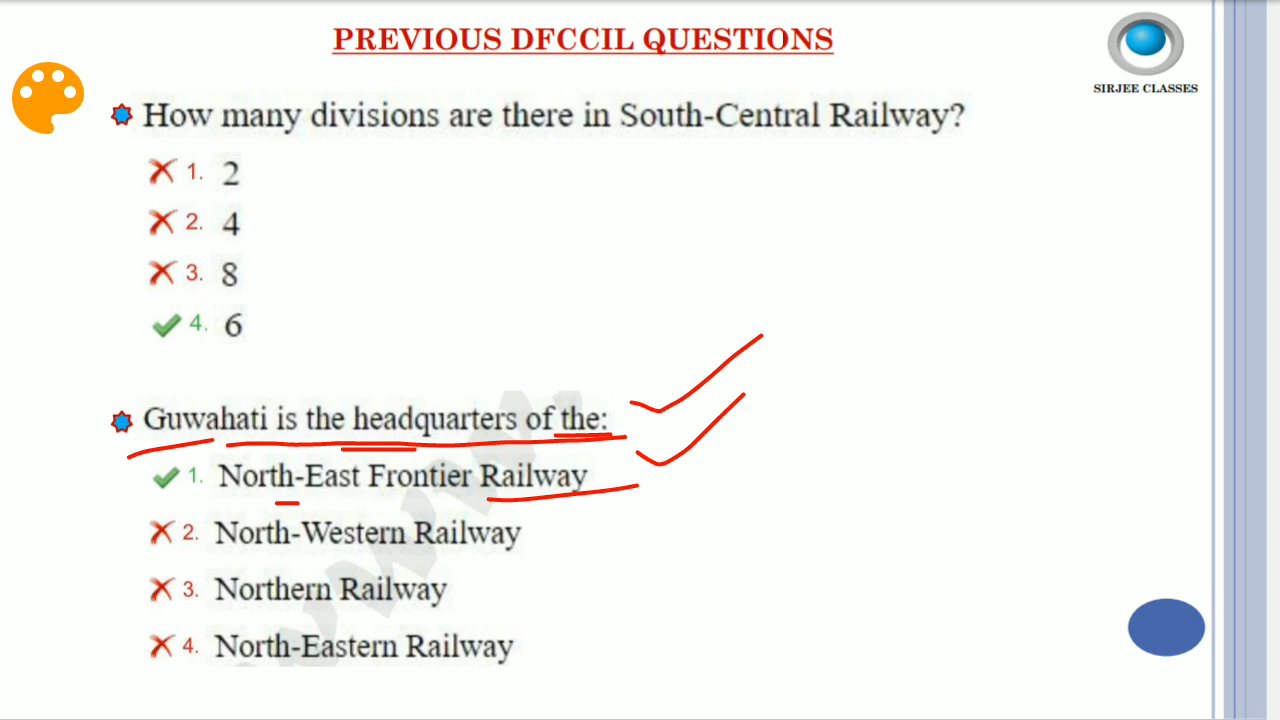 PREVIOUS DFCCIL QUESTIONS
SIRJEE CLASSES
How many divisions are there in South-Central Railway?
1. 2
2. 4
3. 8
4. 6
Guwahati is the headquarters of the:
1. North-East Frontier Railway
2. North-Western Railway
3. Northern Railway
4. North-Eastern Railway
www.